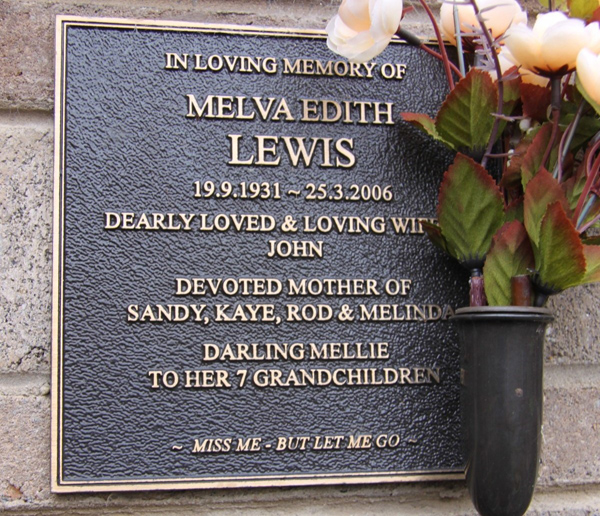 IN LOVING MEMORY OF
MELVA EDITH
LEWIS
19.9.1931 ~ 25.3.2006
DEARLY LOVED & LOVING
JOHN
DEVOTED MOTHER OF
SANDY, KAYE, ROD & MELINDA
DARLING MELLIE
TO HER 7 GRANDCHILDREN
~ MISS ME - BUT LET ME GO ~